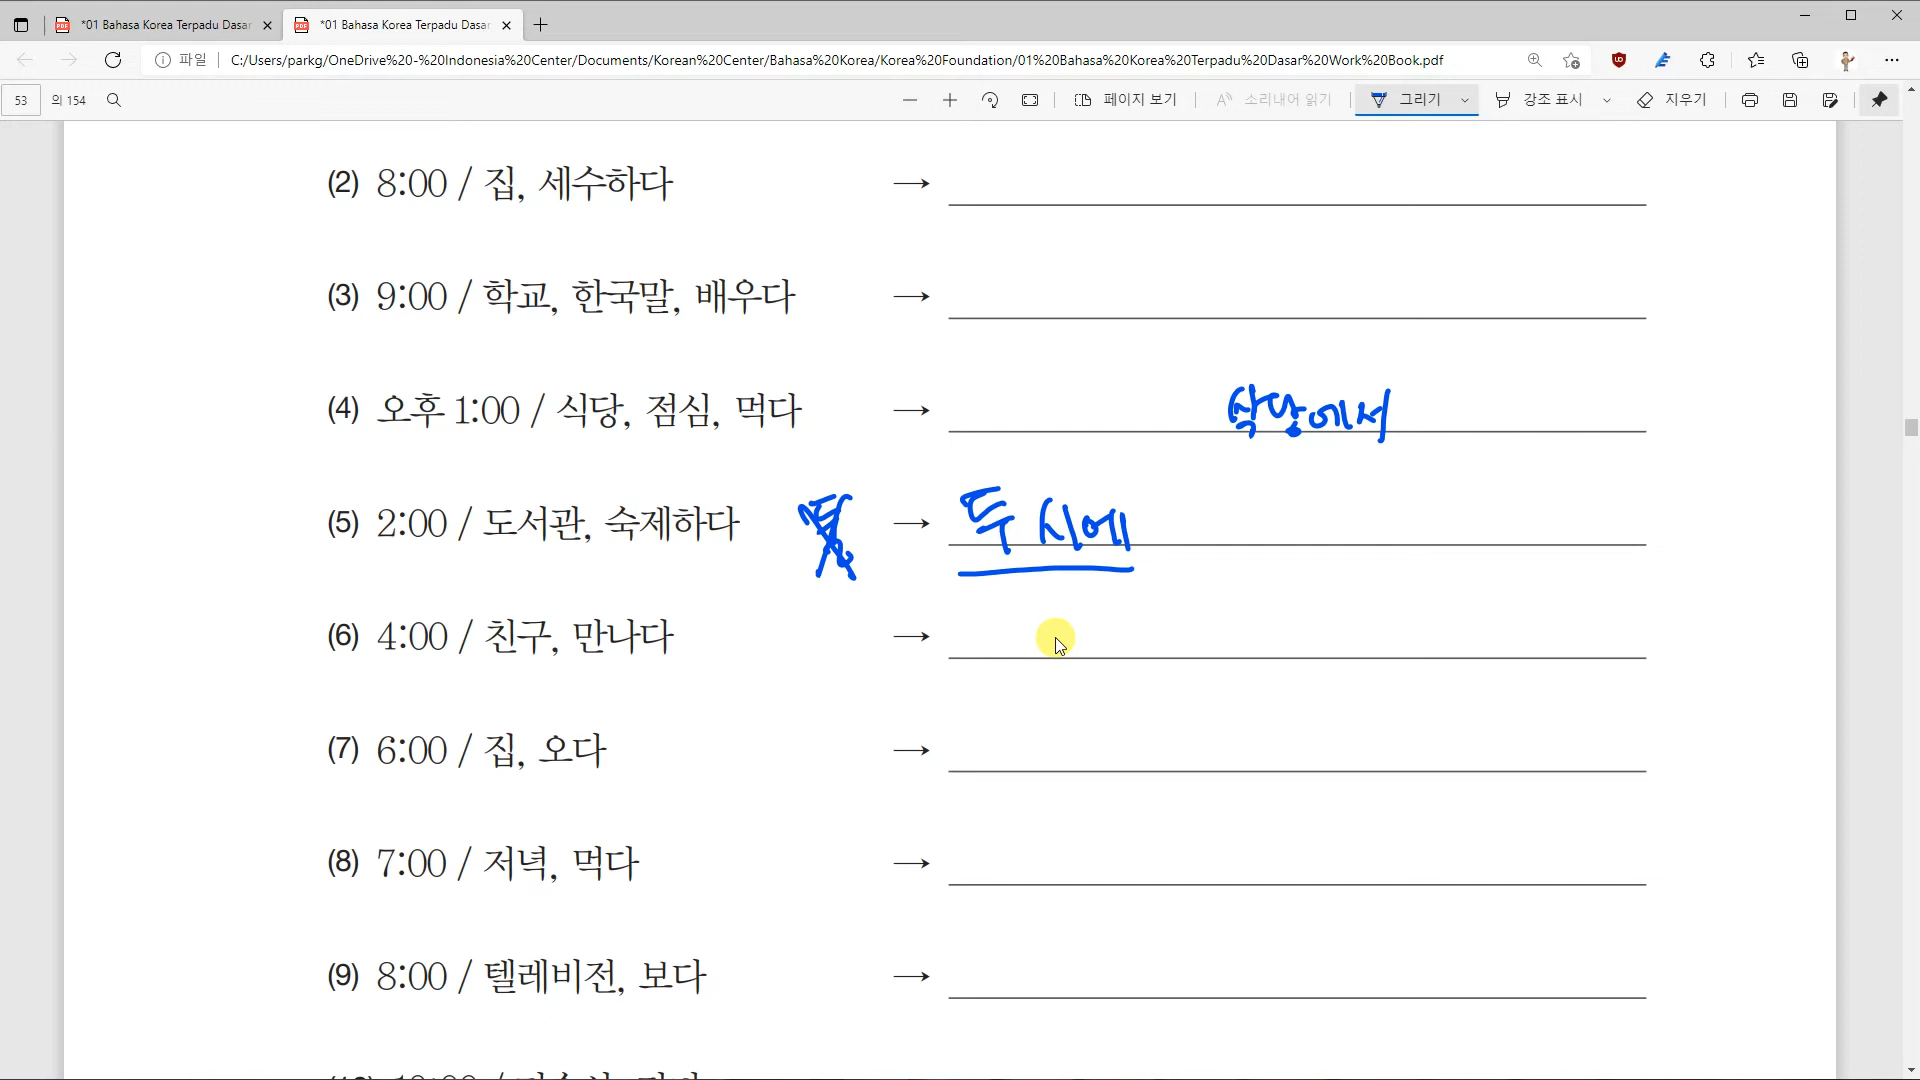 *01 Bahasa Korea Terpadu Dasar
*01 Bahasa Korea Terpadu Dasar
파일
C:/Users/parkg/OneDrive%20-%20Indonesia%20Center/Documents/Korean%20Center/Bahasa%20Korea/Korea%20Foundation/01%20Bahasa%20Korea%20Terpadu%20Dasar%20Work%20Book.pdf
53 의 154 페이지 보기 소리내어 읽기 그리기 강조 표시 지우기
(2) 8:00 / 집, 세수하다 →
(3) 9:00 / 학교, 한국말, 배우다 →
(4) 오후 1:00 / 식당, 점심, 먹다 → 식당에서
(5) 2:00 / 도서관, 숙제하다 → 두 시에
(6) 4:00 / 친구, 만나다 →
(7) 6:00 / 집, 오다 →
(8) 7:00 / 저녁, 먹다 →
(9) 8:00 / 텔레비전, 보다 →